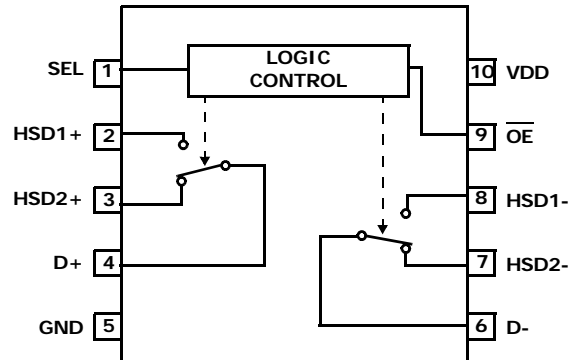 LOGIC
CONTROL
SEL 1
HSD1+ 2
HSD2+ 3
D+ 4
GND 5
10 VDD
9 OE
8 HSD1-
7 HSD2-
6 D-